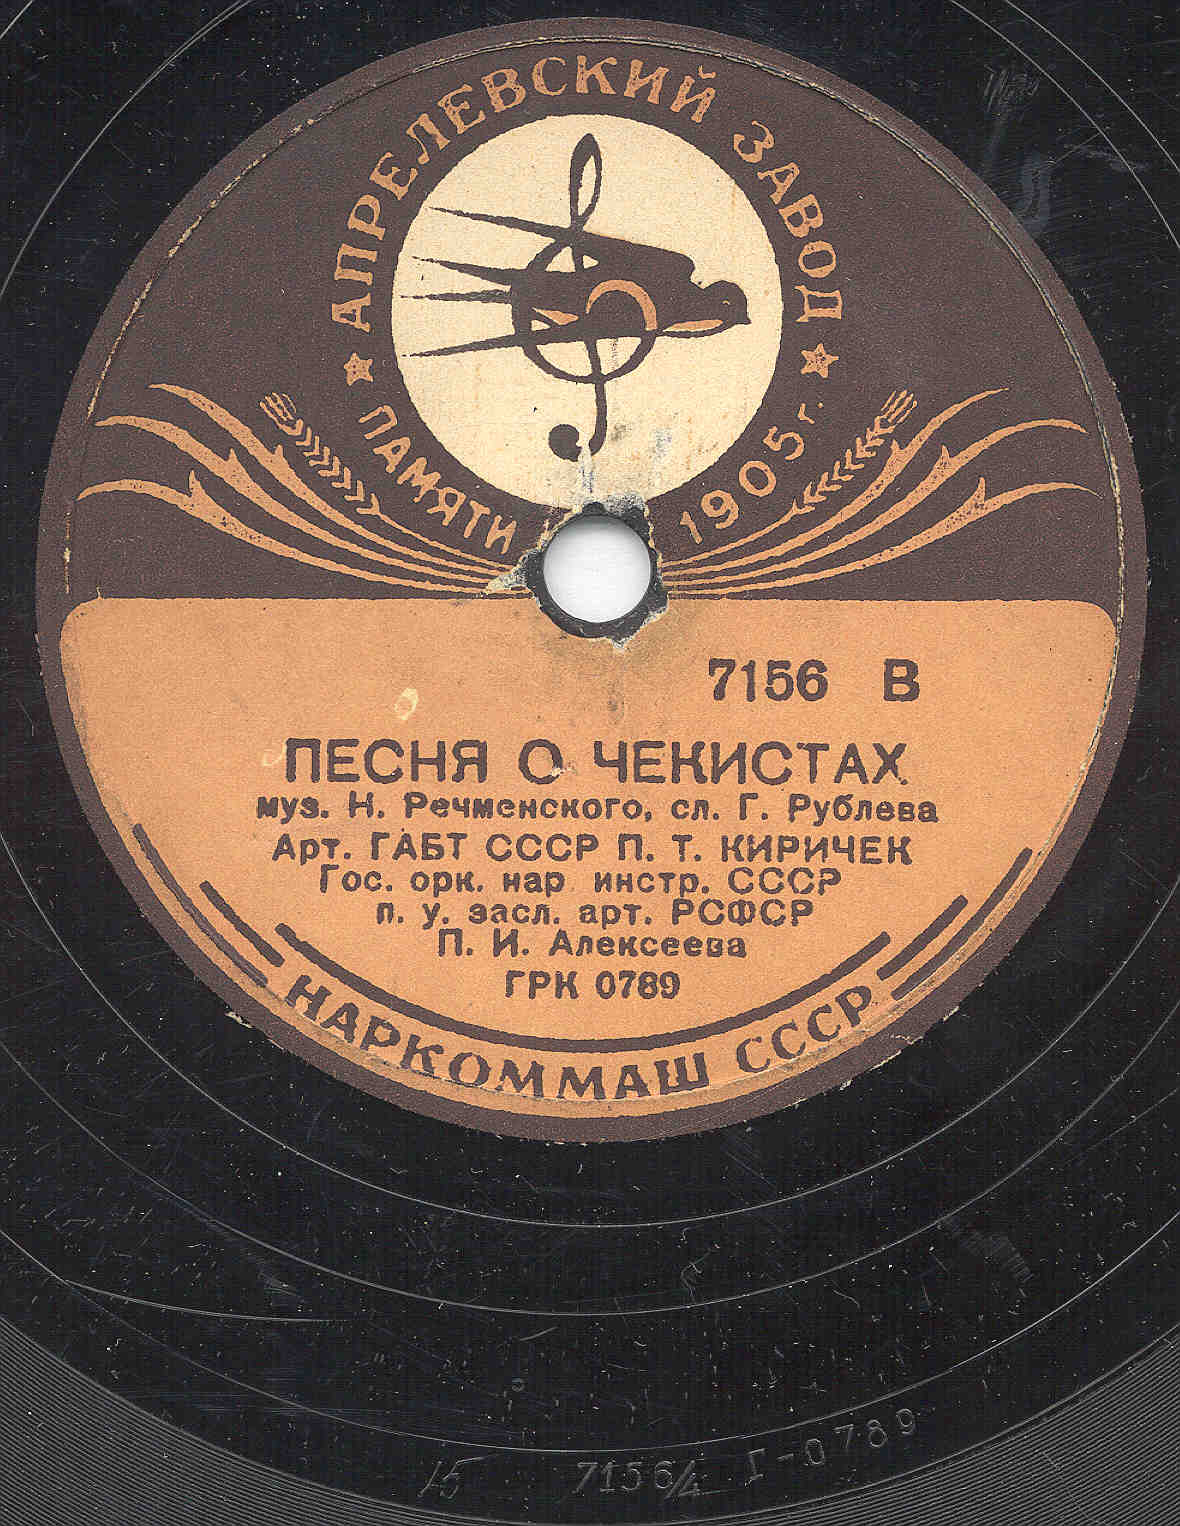 АПРЕЛЕВСКИЙ ЗАВОД
ПАМЯТИ 1905 г.
7156 В
ПЕСНЯ О ЧЕКИСТАХ
муз. Н. Речменского, сл. Г. Рублева
Арт. ГАБТ СССР П. Т. КИРИЧЕК
Гос. орк. нар. инстр. СССР
п. у. засл. арт. РСФСР
П. И. Алексеева
ГРК 0789
НАРКОММАШ СССР
15 7156/4 Г-0789